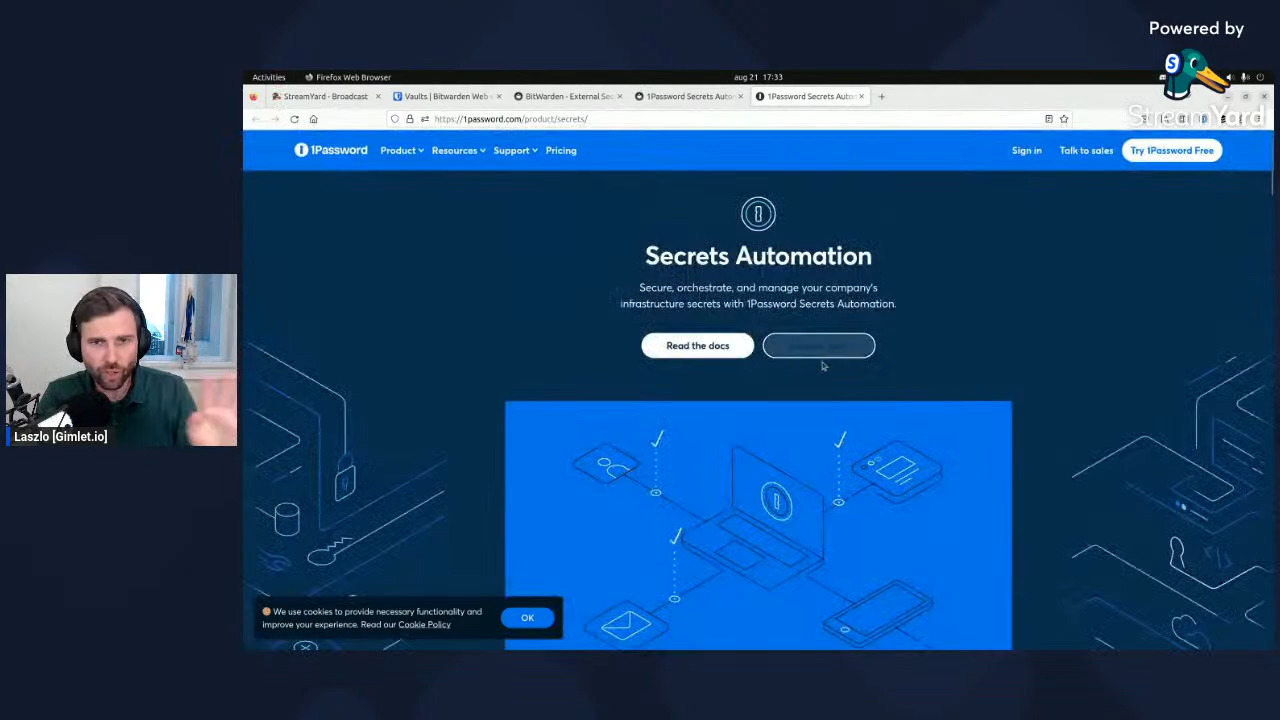 Powered by
StreamYard
Activities
Firefox Web Browser
aug 21 17:33
StreamYard - Broadcast
Vaults | Bitwarden Web
BitWarden - External Sec
1Password Secrets Auto
1Password Secrets Auto
https://1password.com/product/secrets/
1Password
Product
Resources
Support
Pricing
Sign in
Talk to sales
Try 1Password Free
Secrets Automation
Secure, orchestrate, and manage your company's
infrastructure secrets with 1Password Secrets Automation.
Read the docs
Laszlo [Gimlet.io]
We use cookies to provide necessary functionality and
improve your experience. Read our Cookie Policy
OK